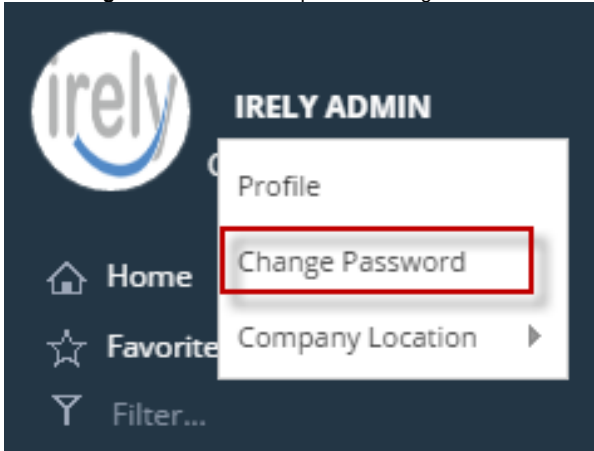 irely
IRELY ADMIN
Profile
Change Password
Home
Company Location
Favorite
Filter...